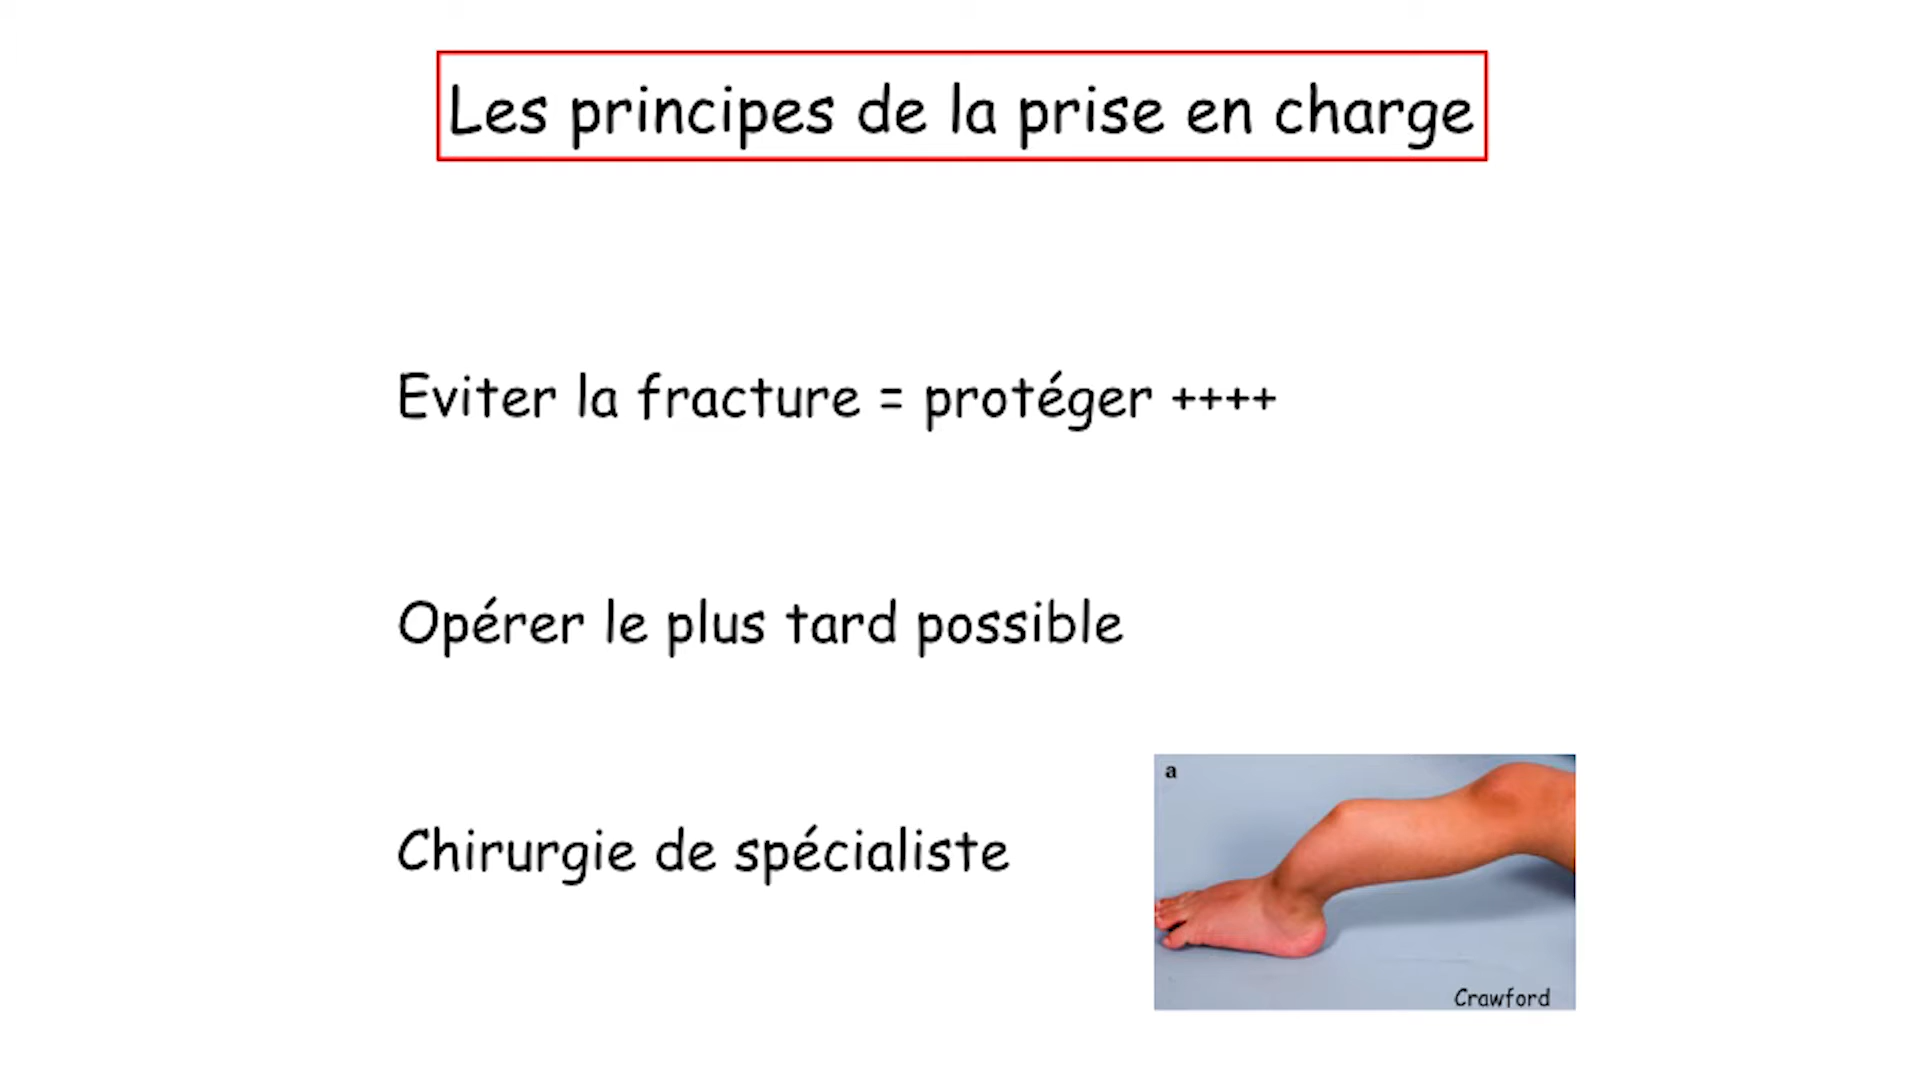 Les principes de la prise en charge
Eviter la fracture = protéger ++++
Opérer le plus tard possible
Chirurgie de spécialiste
a
Crawford